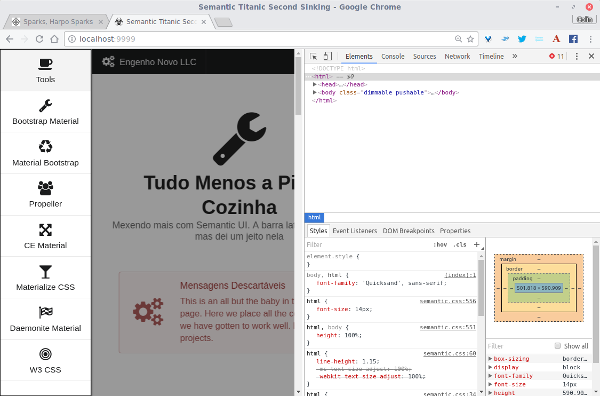 Semantic Titanic Second Sinking - Google Chrome
Sparks, Harpo Sparks
Semantic Titanic Seco
localhost:9999
Tools
Bootstrap Material
Material Bootstrap
Propeller
CE Material
Materialize CSS
Daemonite Material
W3 CSS
Engenho Novo LLC
Tudo Menos a Pi
Cozinha
Mexendo mais com Semantic UI. A barra la
mas dei um jeito nela
Mensagens Descartáveis
This is an all but the baby in t
page. Here we place all the c
we have gotten to work well.
projects.
Elements Console Sources Network Timeline
11
<!DOCTYPE html>
<html> == $0
<head>…</head>
<body class="dimmable pushable">…</body>
</html>
html
Styles Event Listeners DOM Breakpoints Properties
Filter :hov .cls +
element.style {
}
body, html { (index):1
font-family: 'Quicksand', sans-serif;
}
html { semantic.css:556
font-size: 14px;
}
html, body { semantic.css:551
height: 100%;
}
html { semantic.css:60
line-height: 1.15;
-ms-text-size-adjust: 100%;
-webkit-text-size-adjust: 100%;
}
html { semantic.css:34
margin
border
padding
501.818 × 590.909
Filter Show all
box-sizing border…
display block
font-family Quicks…
font-size 14px
height 590.90…